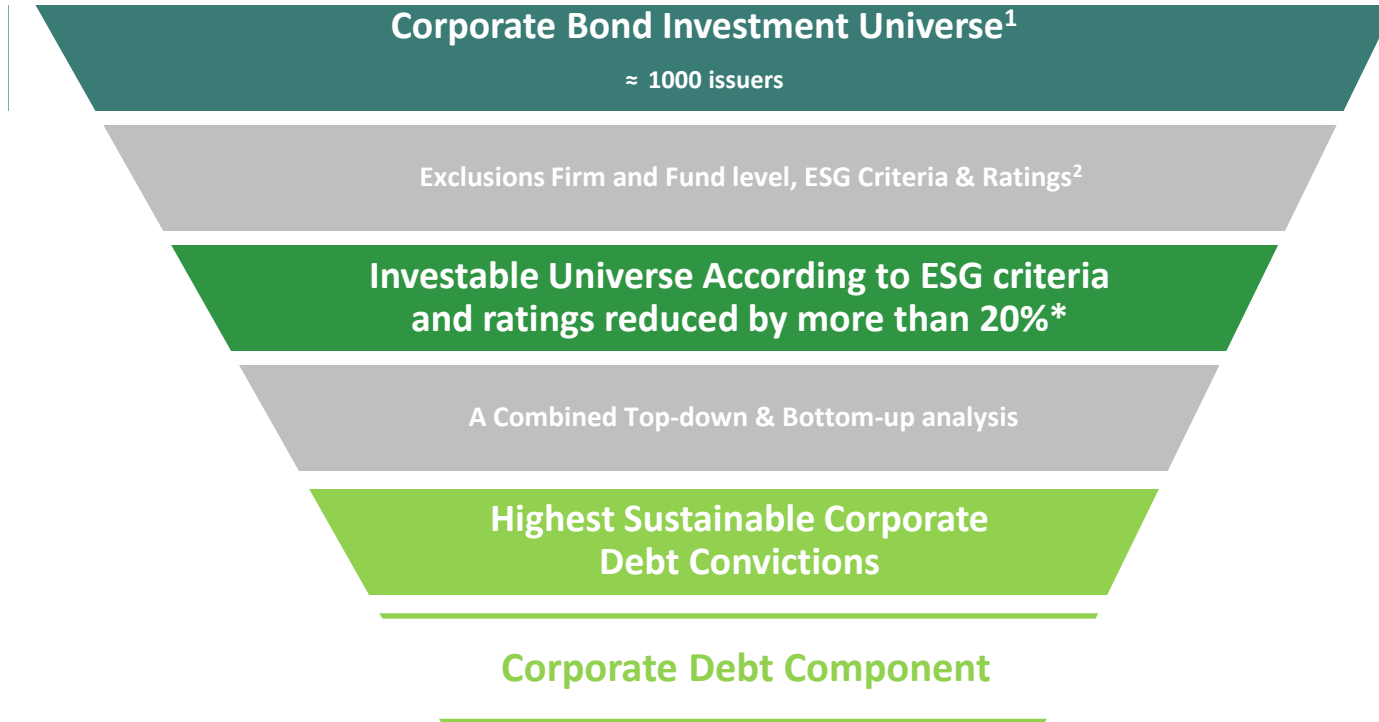 Corporate Bond Investment Universe¹
≈ 1000 issuers
Exclusions Firm and Fund level, ESG Criteria & Ratings²
Investable Universe According to ESG criteria
and ratings reduced by more than 20%*
A Combined Top-down & Bottom-up analysis
Highest Sustainable Corporate
Debt Convictions
Corporate Debt Component